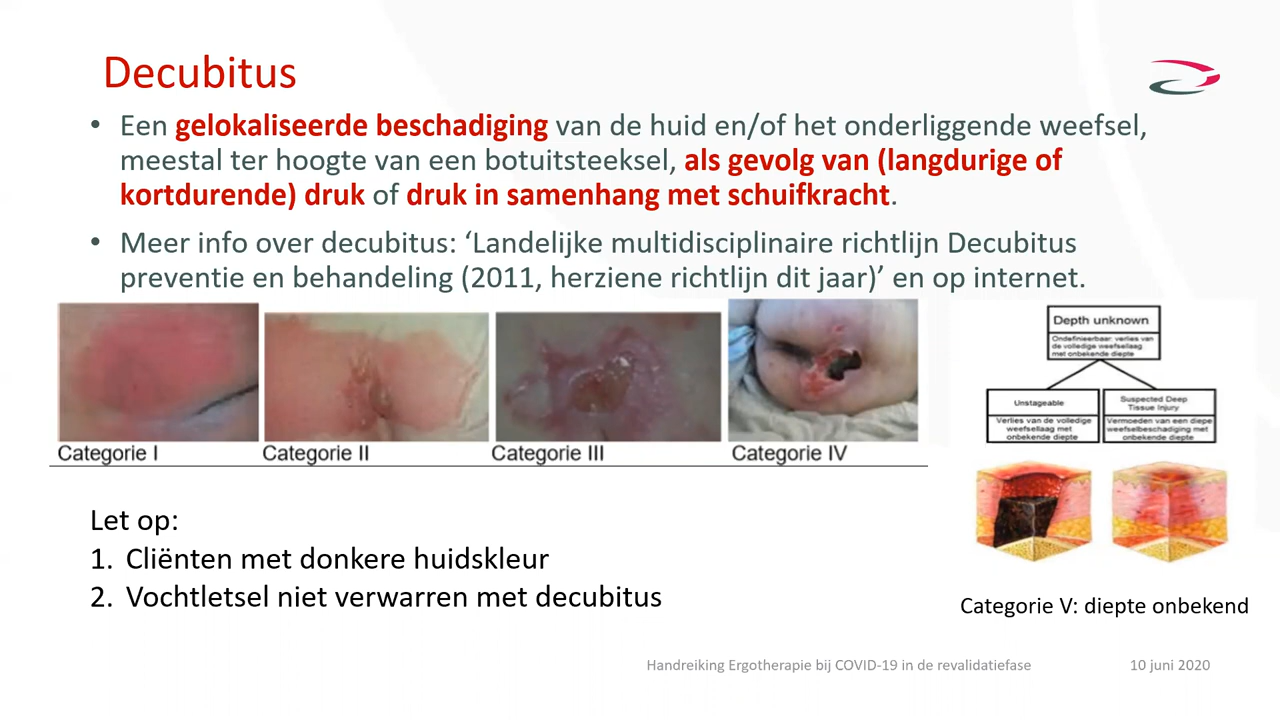 Decubitus
• Een gelokaliseerde beschadiging van de huid en/of het onderliggende weefsel,
meestal ter hoogte van een botuitsteeksel, als gevolg van (langdurige of
kortdurende) druk of druk in samenhang met schuifkracht.
• Meer info over decubitus: ‘Landelijke multidisciplinaire richtlijn Decubitus
preventie en behandeling (2011, herziene richtlijn dit jaar)’ en op internet.
Categorie I
Categorie II
Categorie III
Categorie IV
Depth unknown
Ondefinieerbaar: verlies van
de volledige weefsellaag
met onbekende diepte
Unstageable
Verlies van de volledige
weefsellaag met
onbekende diepte
Suspected Deep
Tissue Injury
Vermoeden van een diepe
weefselbeschadiging met
onbekende diepte
Categorie V: diepte onbekend
Let op:
1. Cliënten met donkere huidskleur
2. Vochtletsel niet verwarren met decubitus
Handreiking Ergotherapie bij COVID-19 in de revalidatiefase
10 juni 2020